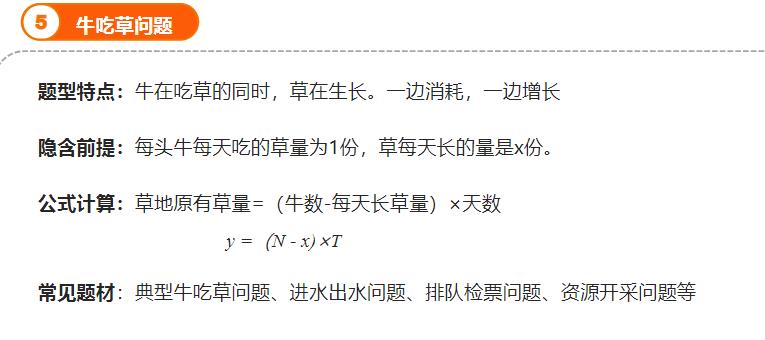 5 牛吃草问题
题型特点：牛在吃草的同时，草在生长。一边消耗，一边增长
隐含前提：每头牛每天吃的草量为1份，草每天长的量是x份。
公式计算：草地原有草量=（牛数-每天长草量）×天数
y =（N - x）×T
常见题材：典型牛吃草问题、进水出水问题、排队检票问题、资源开采问题等